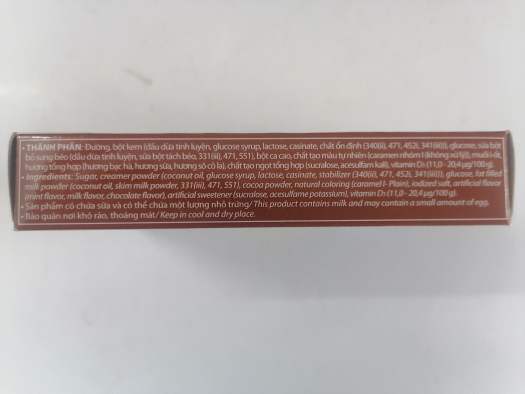 • THÀNH PHẦN: Đường, bột kem (dầu dừa tinh luyện, glucose syrup, lactose, casinate, chất ổn định (340(ii), 471, 452i, 341(iii))), glucose, sữa bột
bổ sung béo (dầu dừa tinh luyện, sữa bột tách béo, 331(iii), 471, 551), bột ca cao, chất tạo màu tự nhiên (caramen nhóm I (không xử lý)), muối i-ốt,
hương tổng hợp (hương bạc hà, hương sữa, hương sô cô la), chất tạo ngọt tổng hợp (sucralose, acesulfam kali), vitamin D₃ (11,0 - 20,4 µg/100 g).
• Ingredients: Sugar, creamer powder (coconut oil, glucose syrup, lactose, casinate, stabilizer (340(ii), 471, 452i, 341(iii))), glucose, fat filled
milk powder (coconut oil, skim milk powder, 331(iii), 471, 551), cocoa powder, natural coloring (caramel I - Plain), iodized salt, artificial flavor
(mint flavor, milk flavor, chocolate flavor), artificial sweetener (sucralose, acesulfame potassium), vitamin D₃ (11,0 - 20,4 µg/100 g).
• Sản phẩm có chứa sữa và có thể chứa một lượng nhỏ trứng/ This product contains milk and may contain a small amount of egg.
• Bảo quản nơi khô ráo, thoáng mát/ Keep in cool and dry place.